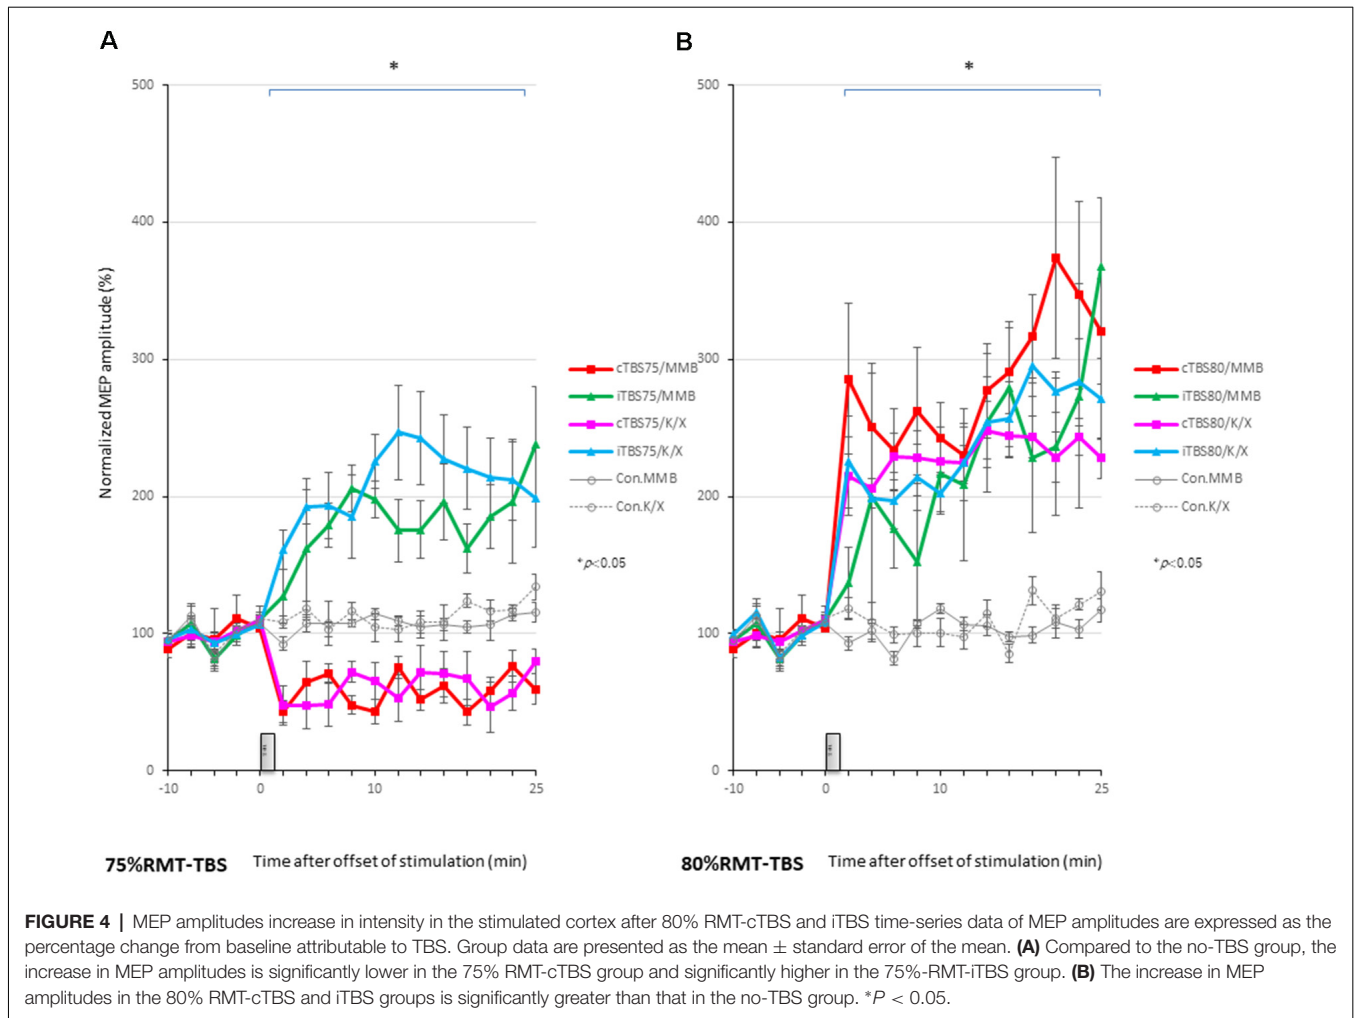 A
B
*
*
500
400
300
200
100
0
Normalized MEP amplitude (%)
-10
0
10
25
cTBS75/MMB
iTBS75/MMB
cTBS75/K/X
iTBS75/K/X
Con.MMB
Con.K/X
*p<0.05
75%RMT-TBS
Time after offset of stimulation (min)
500
400
300
200
100
0
-10
0
10
25
cTBS80/MMB
iTBS80/MMB
cTBS80/K/X
iTBS80/K/X
Con.MMB
Con.K/X
*p<0.05
80%RMT-TBS
Time after offset of stimulation (min)
FIGURE 4 | MEP amplitudes increase in intensity in the stimulated cortex after 80% RMT-cTBS and iTBS time-series data of MEP amplitudes are expressed as the
percentage change from baseline attributable to TBS. Group data are presented as the mean ± standard error of the mean. (A) Compared to the no-TBS group, the
increase in MEP amplitudes is significantly lower in the 75% RMT-cTBS group and significantly higher in the 75%-RMT-iTBS group. (B) The increase in MEP
amplitudes in the 80% RMT-cTBS and iTBS groups is significantly greater than that in the no-TBS group. *P < 0.05.